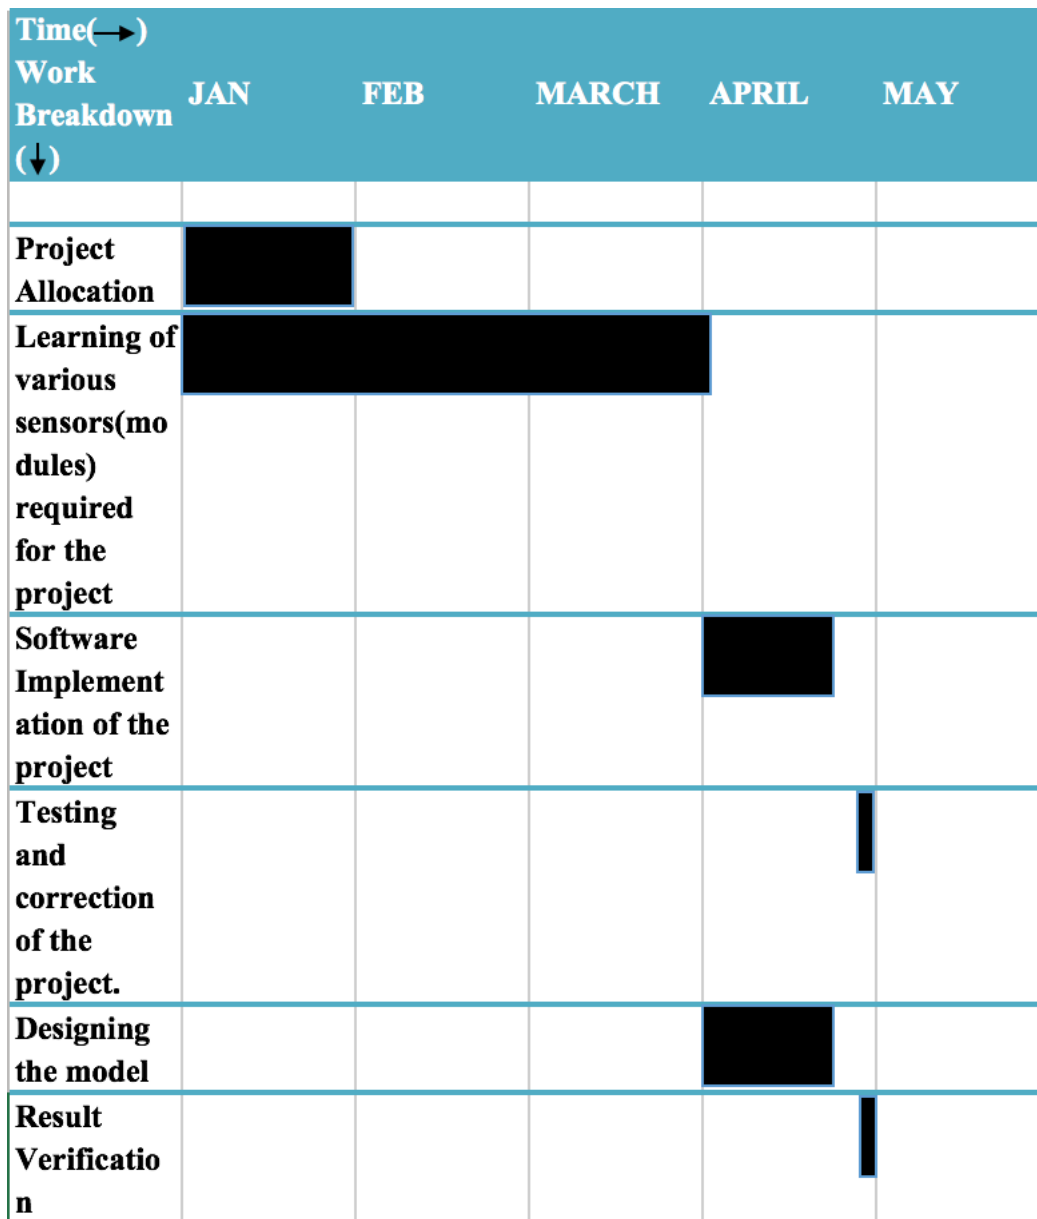 Time(→)
Work
Breakdown
(↓)
JAN FEB MARCH APRIL MAY
Project
Allocation
Learning of
various
sensors(mo
dules)
required
for the
project
Software
Implement
ation of the
project
Testing
and
correction
of the
project.
Designing
the model
Result
Verificatio
n